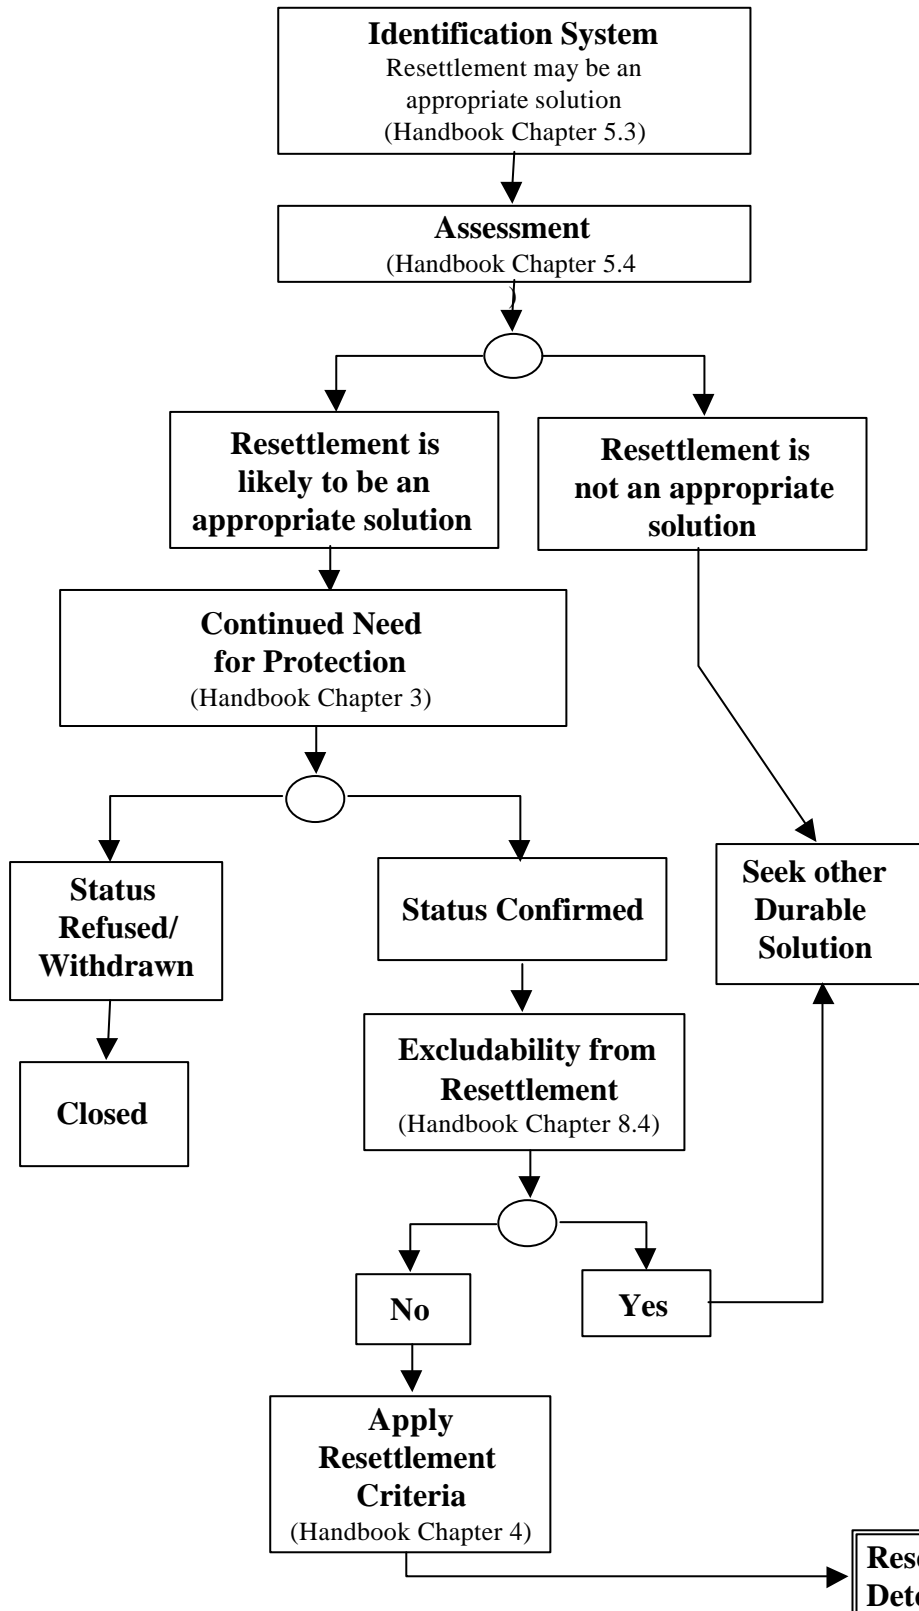 Identification System
Resettlement may be an
appropriate solution
(Handbook Chapter 5.3)
Assessment
(Handbook Chapter 5.4
)
Resettlement is
likely to be an
appropriate solution
Resettlement is
not an appropriate
solution
Continued Need
for Protection
(Handbook Chapter 3)
Status
Refused/
Withdrawn
Status Confirmed
Seek other
Durable
Solution
Closed
Excludability from
Resettlement
(Handbook Chapter 8.4)
No
Yes
Apply
Resettlement
Criteria
(Handbook Chapter 4)